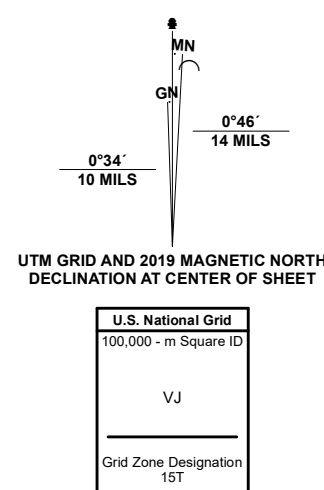 MN
GN
0°46´
14 MILS
0°34´
10 MILS
UTM GRID AND 2019 MAGNETIC NORTH
DECLINATION AT CENTER OF SHEET
U.S. National Grid
100,000 - m Square ID
VJ
Grid Zone Designation
15T